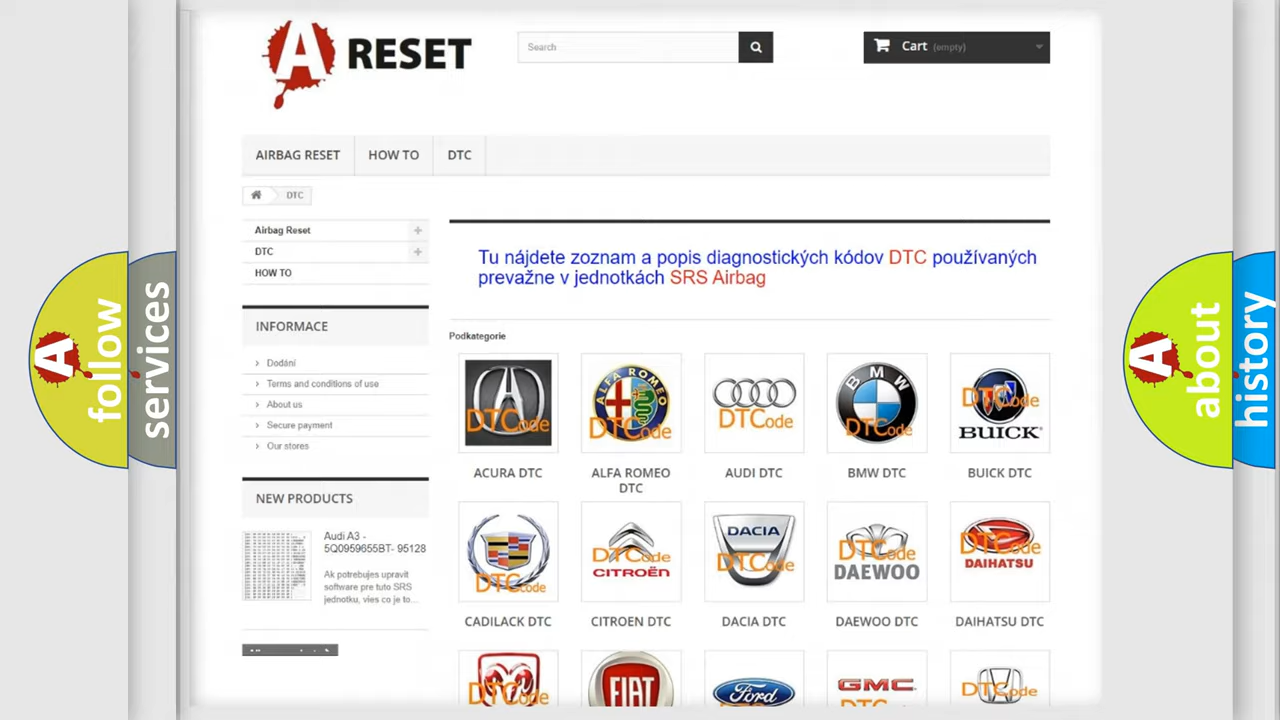 A RESET
Search
Cart (empty)
AIRBAG RESET
HOW TO
DTC
DTC
Airbag Reset
DTC
HOW TO
INFORMACE
Dodání
Terms and conditions of use
About us
Secure payment
Our stores
NEW PRODUCTS
Audi A3 -
5Q0959655BT- 95128
Ak potrebujes upravit
software pre tuto SRS
jednotku, vies co je to...
Tu nájdete zoznam a popis diagnostických kódov DTC používaných
prevažne v jednotkách SRS Airbag
Podkategorie
DTCode
ALFA ROMEO
DTCode
DTCode
BMW
DTCode
DTCode
BUICK
ACURA DTC
ALFA ROMEO
DTC
AUDI DTC
BMW DTC
BUICK DTC
DTCode
DTCode
CITROËN
DACIA
DTCode
DTCode
DAEWOO
DTCode
DAIHATSU
CADILACK DTC
CITROEN DTC
DACIA DTC
DAEWOO DTC
DAIHATSU DTC
DTCode
FIAT
Ford
GMC
DTCode
A follow
services
A about
history